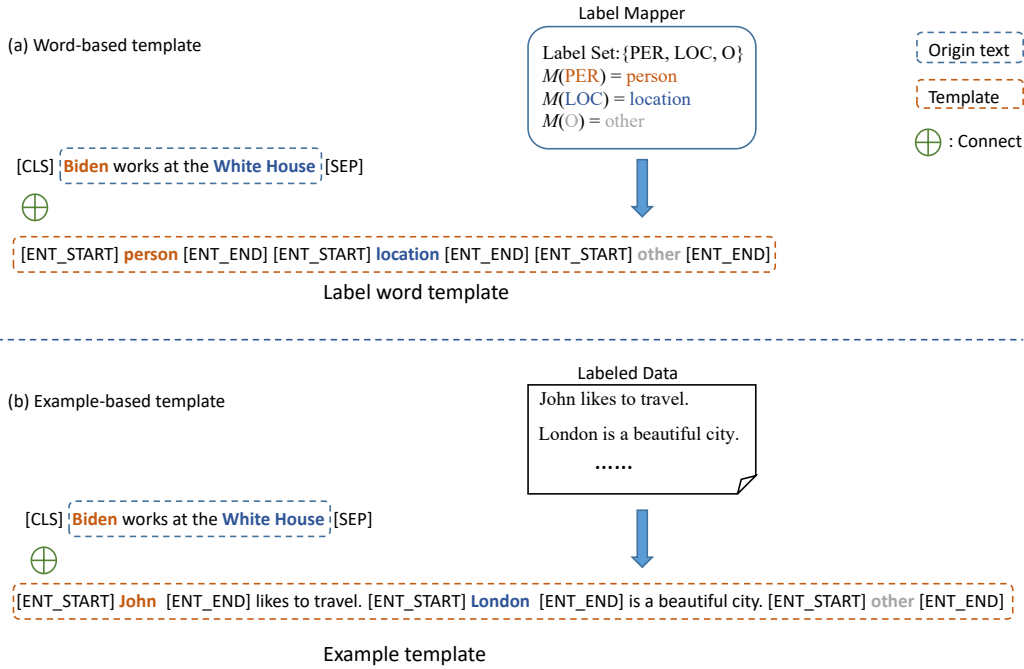 Label Mapper
(a) Word-based template
Label Set:{PER, LOC, O}
M(PER) = person
M(LOC) = location
M(O) = other
Origin text
Template
: Connect
[CLS] Biden works at the White House [SEP]
[ENT_START] person [ENT_END] [ENT_START] location [ENT_END] [ENT_START] other [ENT_END]
Label word template
Labeled Data
(b) Example-based template
John likes to travel.
London is a beautiful city.
......
[CLS] Biden works at the White House [SEP]
[ENT_START] John [ENT_END] likes to travel. [ENT_START] London [ENT_END] is a beautiful city. [ENT_START] other [ENT_END]
Example template